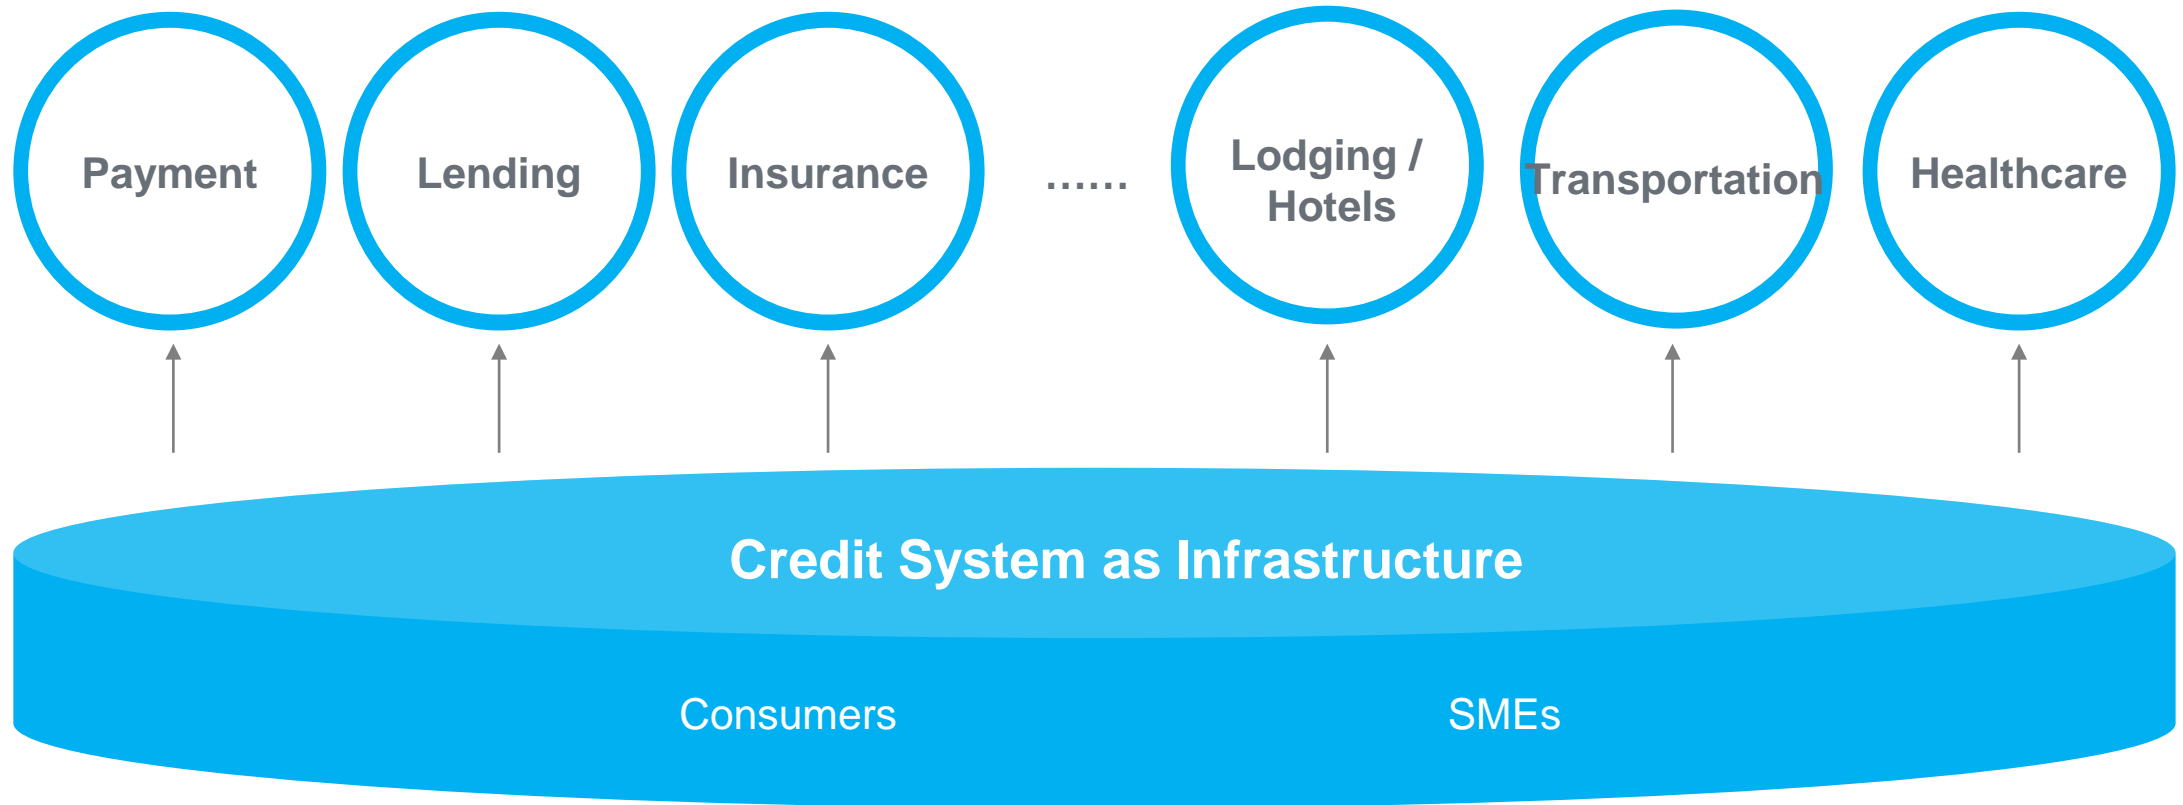 Payment
Lending
Insurance
......
Lodging /
Hotels
Transportation
Healthcare
Credit System as Infrastructure
Consumers
SMEs